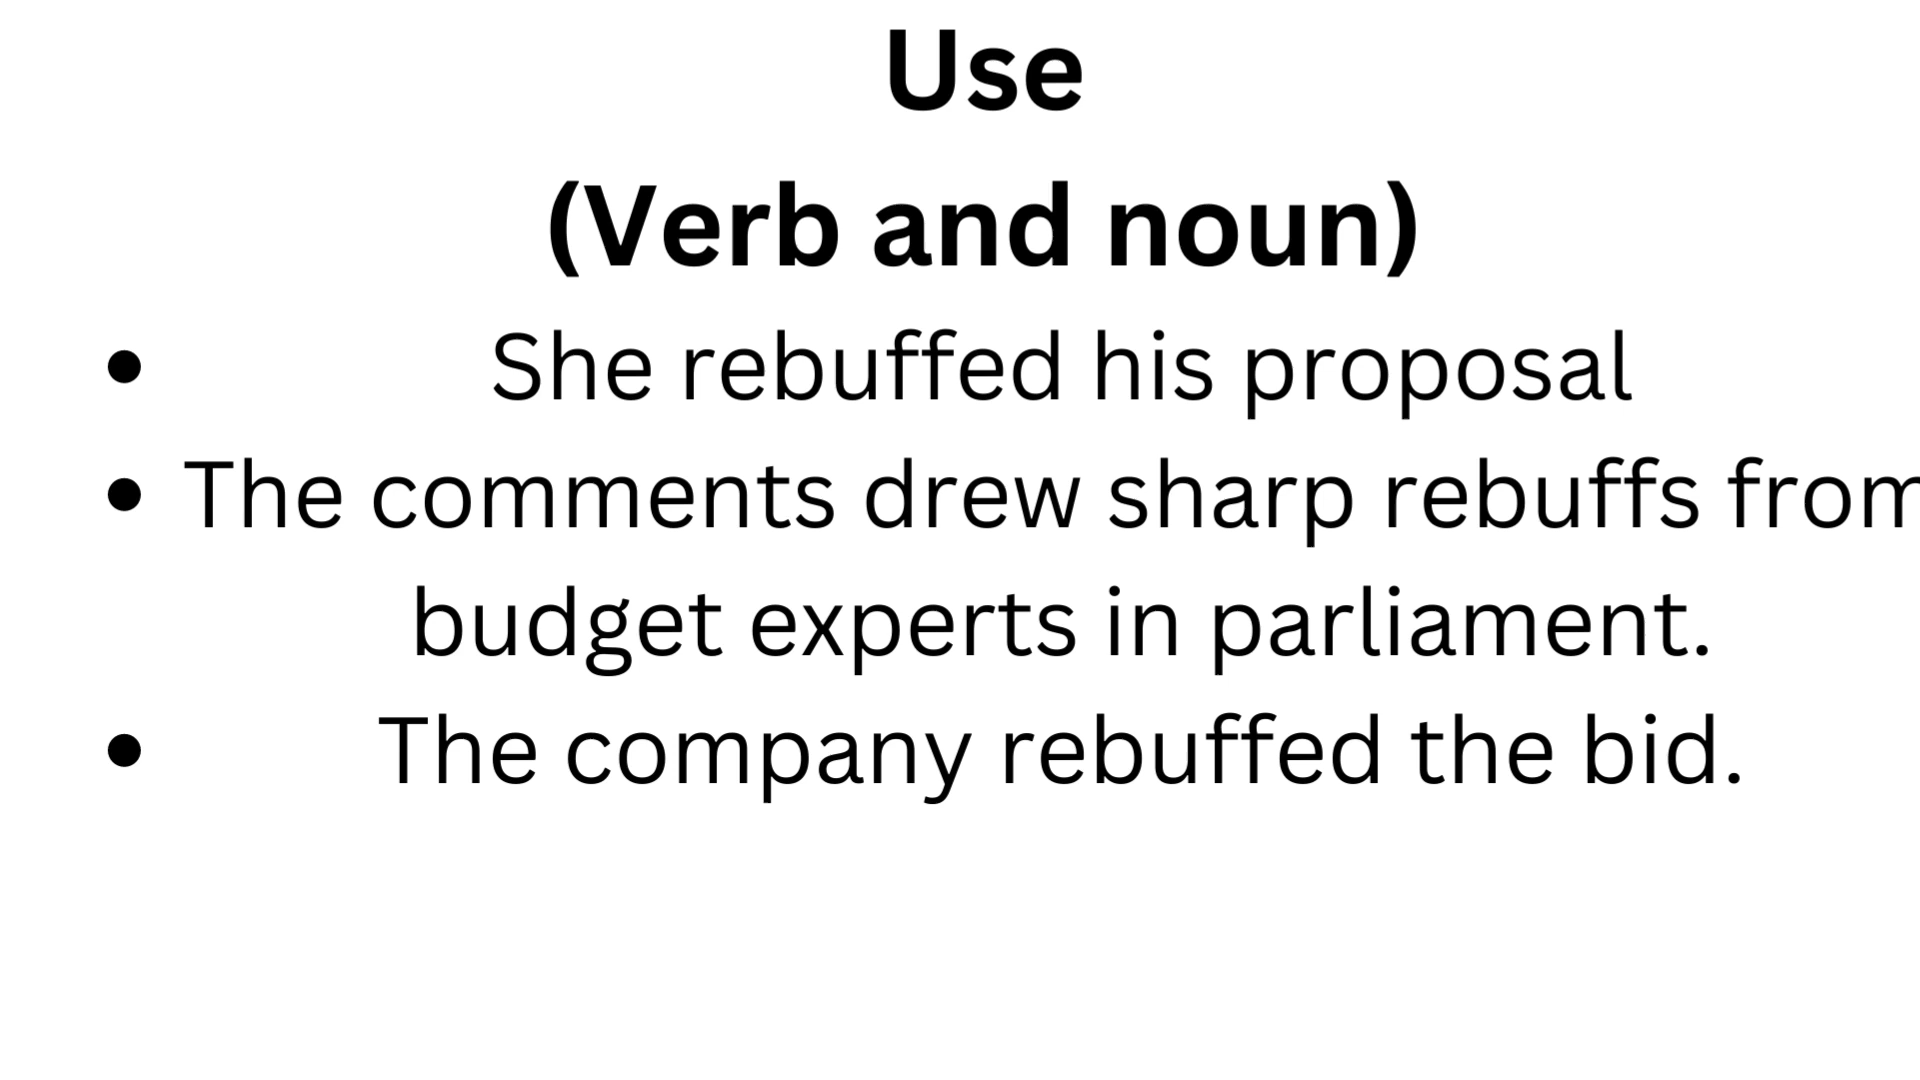 Use
(Verb and noun)
• She rebuffed his proposal
• The comments drew sharp rebuffs from
budget experts in parliament.
• The company rebuffed the bid.